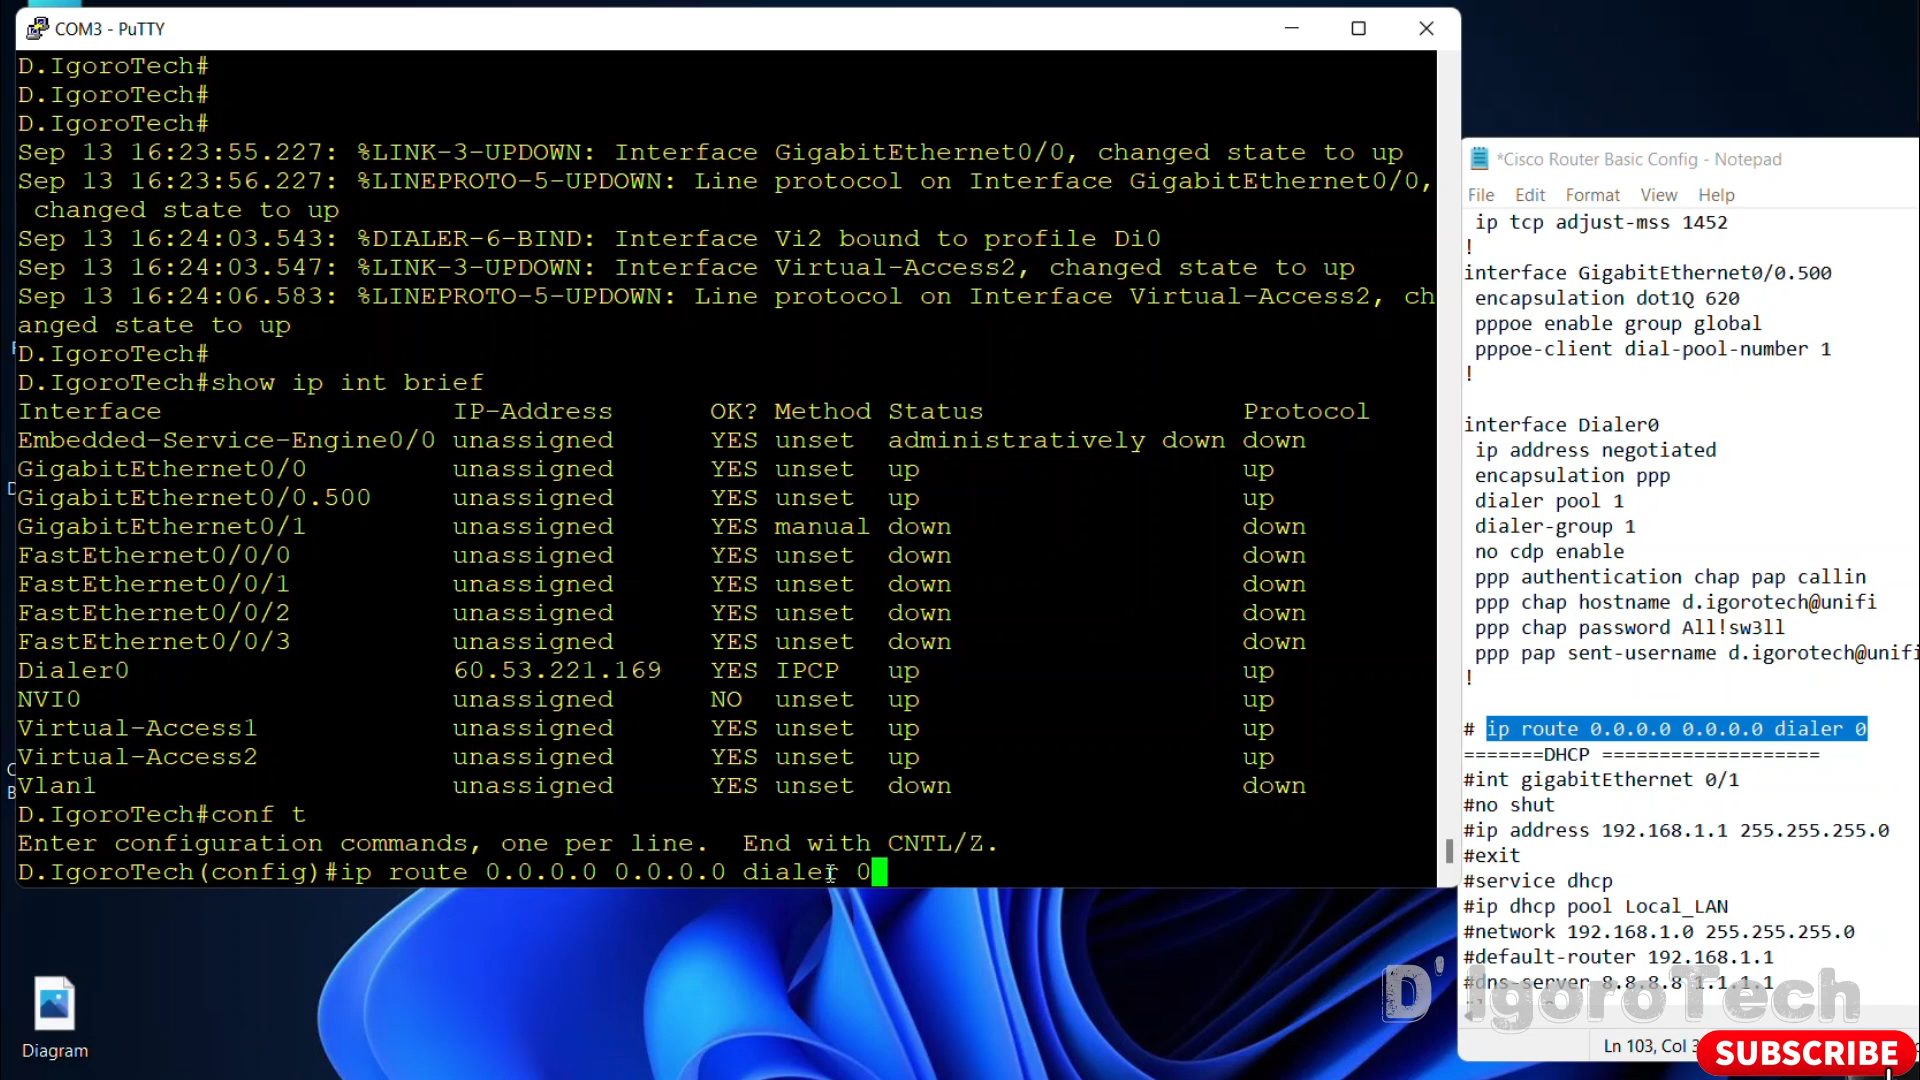 COM3 - PuTTY
D.IgoroTech#
D.IgoroTech#
D.IgoroTech#
Sep 13 16:23:55.227: %LINK-3-UPDOWN: Interface GigabitEthernet0/0, changed state to up
Sep 13 16:23:56.227: %LINEPROTO-5-UPDOWN: Line protocol on Interface GigabitEthernet0/0,
changed state to up
Sep 13 16:24:03.543: %DIALER-6-BIND: Interface Vi2 bound to profile Di0
Sep 13 16:24:03.547: %LINK-3-UPDOWN: Interface Virtual-Access2, changed state to up
Sep 13 16:24:06.583: %LINEPROTO-5-UPDOWN: Line protocol on Interface Virtual-Access2, ch
anged state to up
D.IgoroTech#
D.IgoroTech#show ip int brief
Interface IP-Address OK? Method Status Protocol
Embedded-Service-Engine0/0 unassigned YES unset administratively down down
GigabitEthernet0/0 unassigned YES unset up up
GigabitEthernet0/0.500 unassigned YES unset up up
GigabitEthernet0/1 unassigned YES manual down down
FastEthernet0/0/0 unassigned YES unset down down
FastEthernet0/0/1 unassigned YES unset down down
FastEthernet0/0/2 unassigned YES unset down down
FastEthernet0/0/3 unassigned YES unset down down
Dialer0 60.53.221.169 YES IPCP up up
NVI0 unassigned NO unset up up
Virtual-Access1 unassigned YES unset up up
Virtual-Access2 unassigned YES unset up up
Vlan1 unassigned YES unset down down
D.IgoroTech#conf t
Enter configuration commands, one per line. End with CNTL/Z.
D.IgoroTech(config)#ip route 0.0.0.0 0.0.0.0 dialer 0
*Cisco Router Basic Config - Notepad
File Edit Format View Help
ip tcp adjust-mss 1452
!
interface GigabitEthernet0/0.500
encapsulation dot1Q 620
pppoe enable group global
pppoe-client dial-pool-number 1
!
interface Dialer0
ip address negotiated
encapsulation ppp
dialer pool 1
dialer-group 1
no cdp enable
ppp authentication chap pap callin
ppp chap hostname d.igorotech@unifi
ppp chap password All!sw3ll
ppp pap sent-username d.igorotech@unifi
!
# ip route 0.0.0.0 0.0.0.0 dialer 0
=======DHCP ===================
#int gigabitEthernet 0/1
#no shut
#ip address 192.168.1.1 255.255.255.0
#exit
#service dhcp
#ip dhcp pool Local_LAN
#network 192.168.1.0 255.255.255.0
#default-router 192.168.1.1
#dns-server 8.8.8.8 1.1.1.1
D' IgoroTech
Ln 103, Col 3
SUBSCRIBE
Diagram